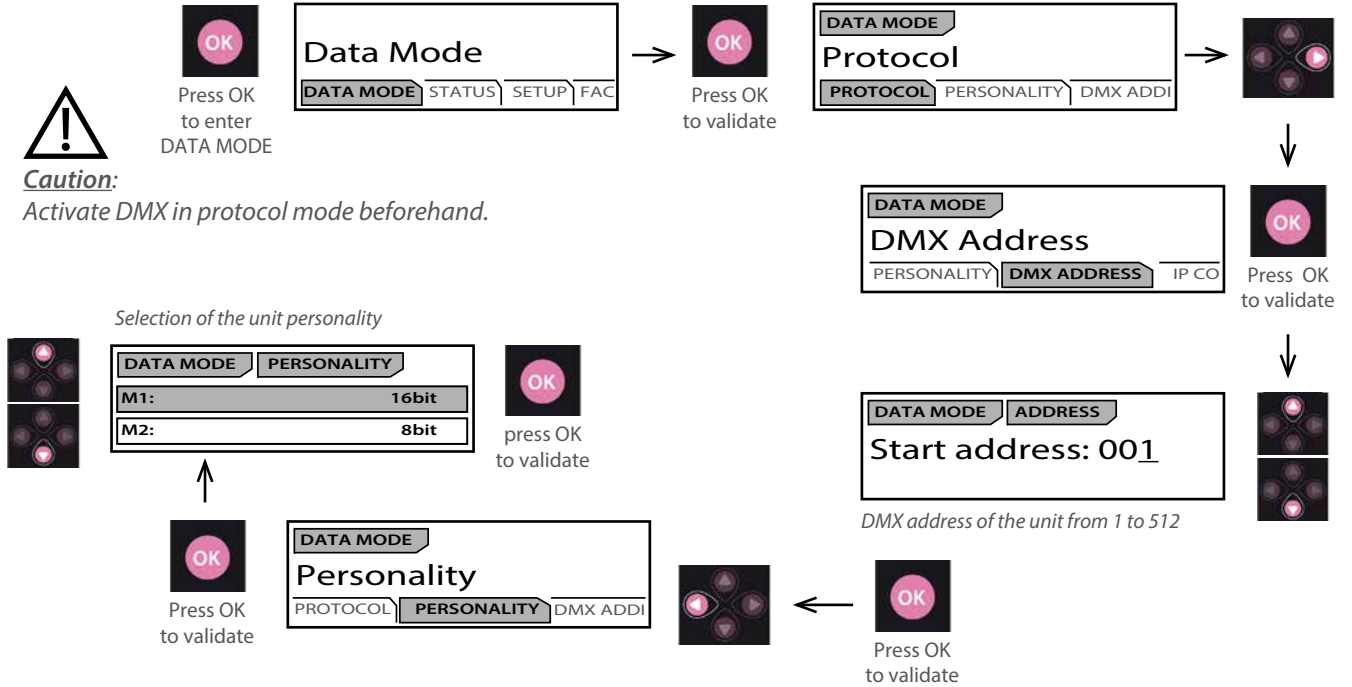 OK
Press OK
to enter
DATA MODE
Data Mode
DATA MODE STATUS SETUP FAC
OK
Press OK
to validate
DATA MODE
Protocol
PROTOCOL PERSONALITY DMX ADDI
Caution:
Activate DMX in protocol mode beforehand.
DATA MODE
DMX Address
PERSONALITY DMX ADDRESS IP CO
OK
Press OK
to validate
DATA MODE ADDRESS
Start address: 001
DMX address of the unit from 1 to 512
OK
Press OK
to validate
DATA MODE
Personality
PROTOCOL PERSONALITY DMX ADDI
OK
Press OK
to validate
Selection of the unit personality
DATA MODE PERSONALITY
M1: 16bit
M2: 8bit
OK
press OK
to validate